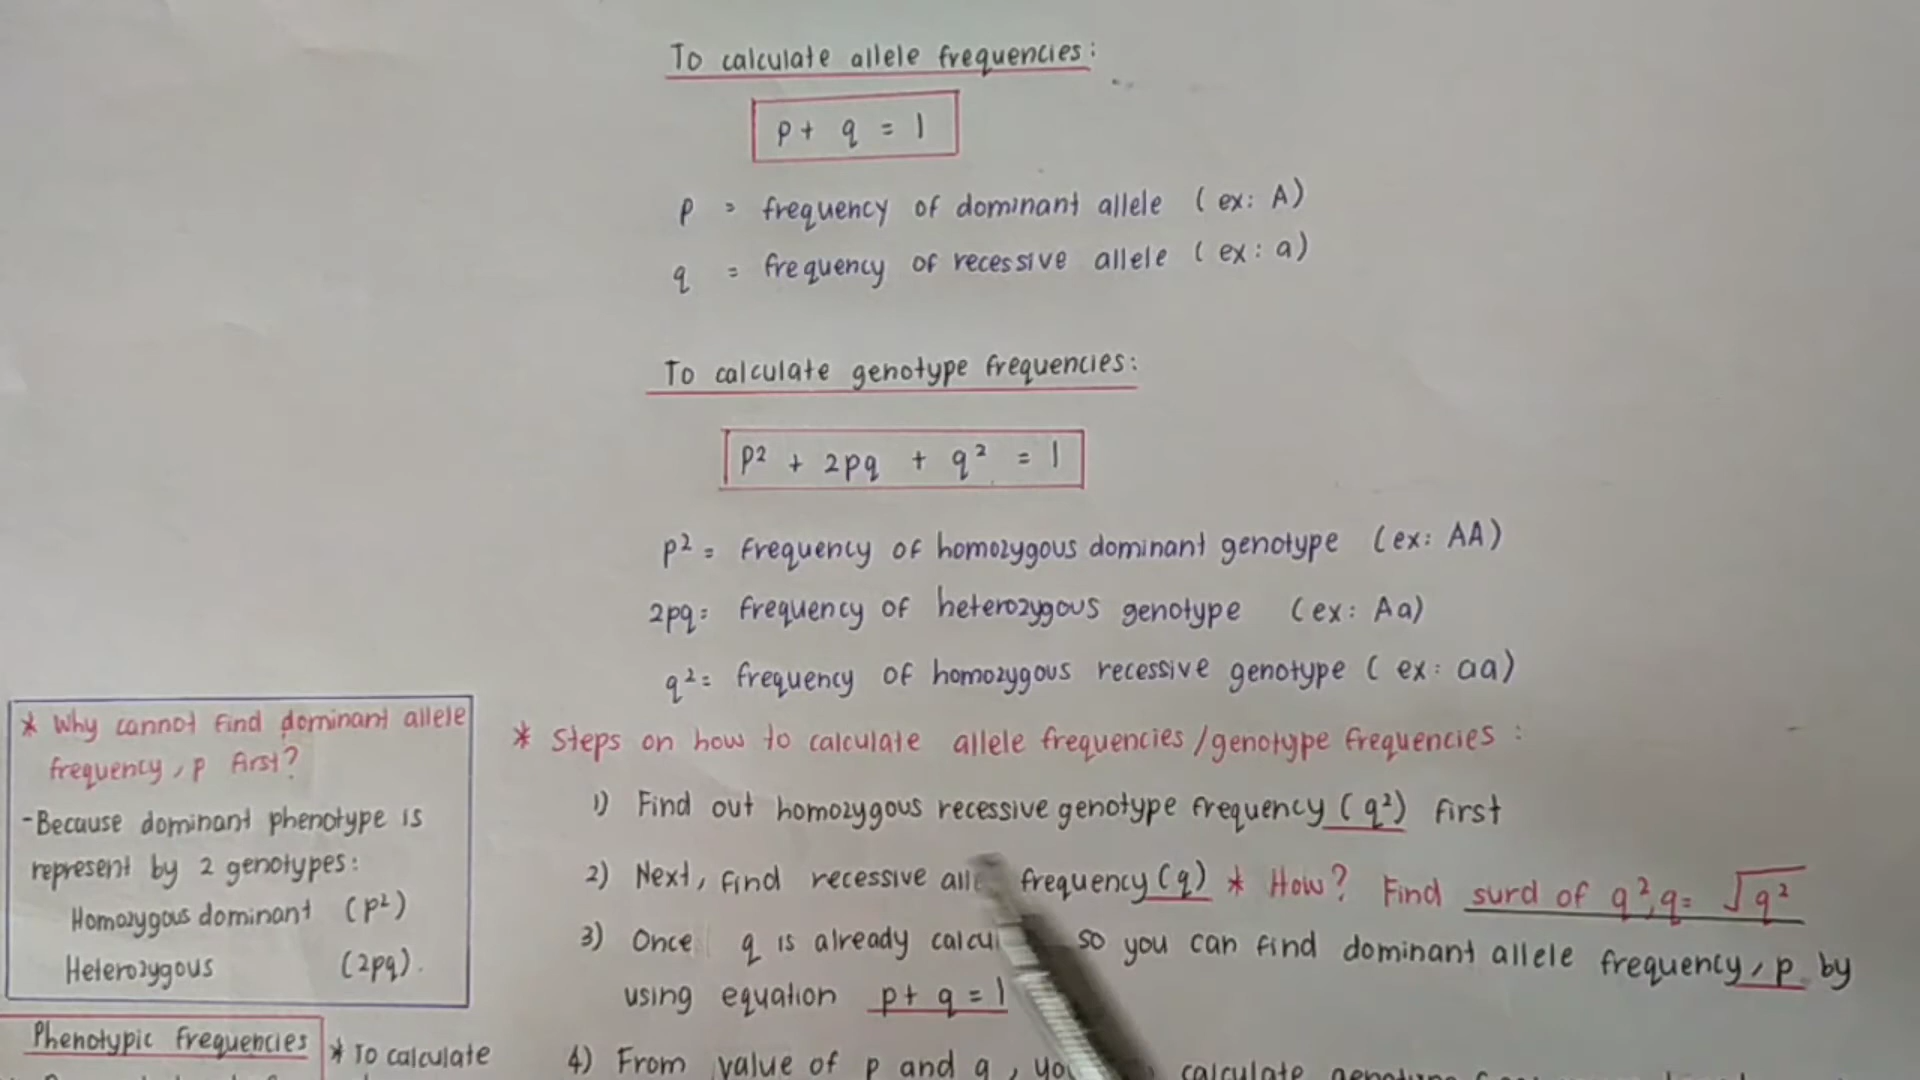 To calculate allele frequencies:
p + q = 1
p = frequency of dominant allele (ex: A)
q = frequency of recessive allele (ex: a)
To calculate genotype frequencies:
p² + 2pq + q² = 1
p² = frequency of homozygous dominant genotype (ex: AA)
2pq = frequency of heterozygous genotype (ex: Aa)
q² = frequency of homozygous recessive genotype (ex: aa)
* Why cannot find dominant allele
frequency, p first?
- Because dominant phenotype is
represent by 2 genotypes:
Homozygous dominant (p²)
Heterozygous (2pq).
Phenotypic frequencies
* To calculate
* Steps on how to calculate allele frequencies/genotype frequencies:
1) Find out homozygous recessive genotype frequency (q²) first
2) Next, find recessive frequency (q) * How? Find surd of q², q = √q²
3) Once q is already so you can find dominant allele frequency, p by
using equation p + q = 1
4) From value of p and q, calculate